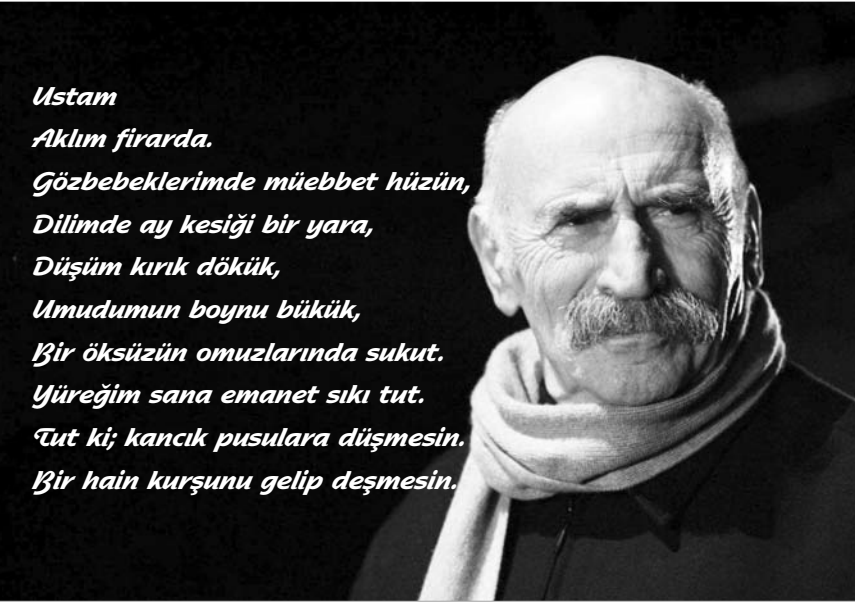 Ustam
Aklım firarda.
Gözbebeklerimde müebbet hüzün,
Dilimde ay kesiği bir yara,
Düşüm kırık dökük,
Umudumun boynu bükük,
Bir öksüzün omuzlarında sukut.
Yüreğim sana emanet sıkı tut.
Tut ki; kancık pusulara düşmesin.
Bir hain kurşunu gelip deşmesin.